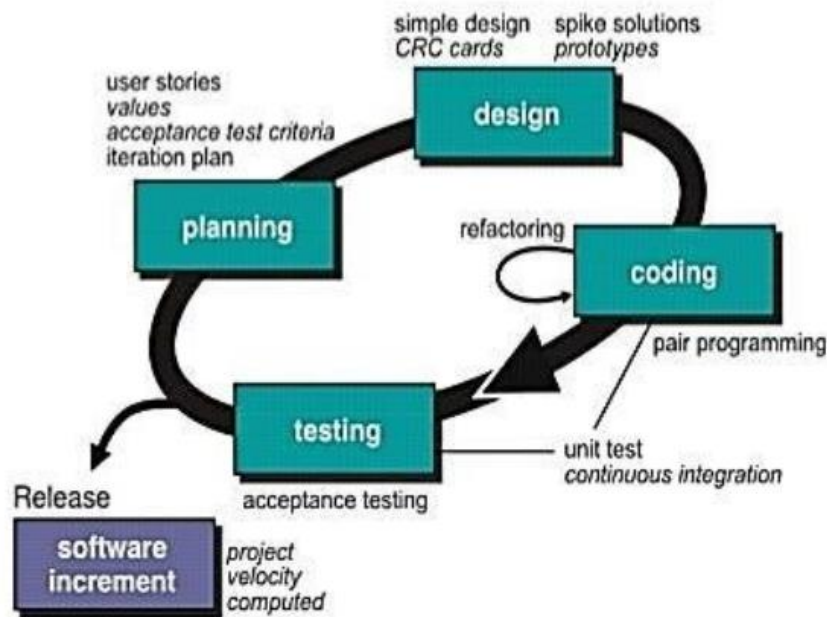 simple design
CRC cards
spike solutions
prototypes
user stories
values
acceptance test criteria
iteration plan
design
planning
refactoring
coding
pair programming
testing
unit test
continuous integration
acceptance testing
Release
software
increment
project
velocity
computed